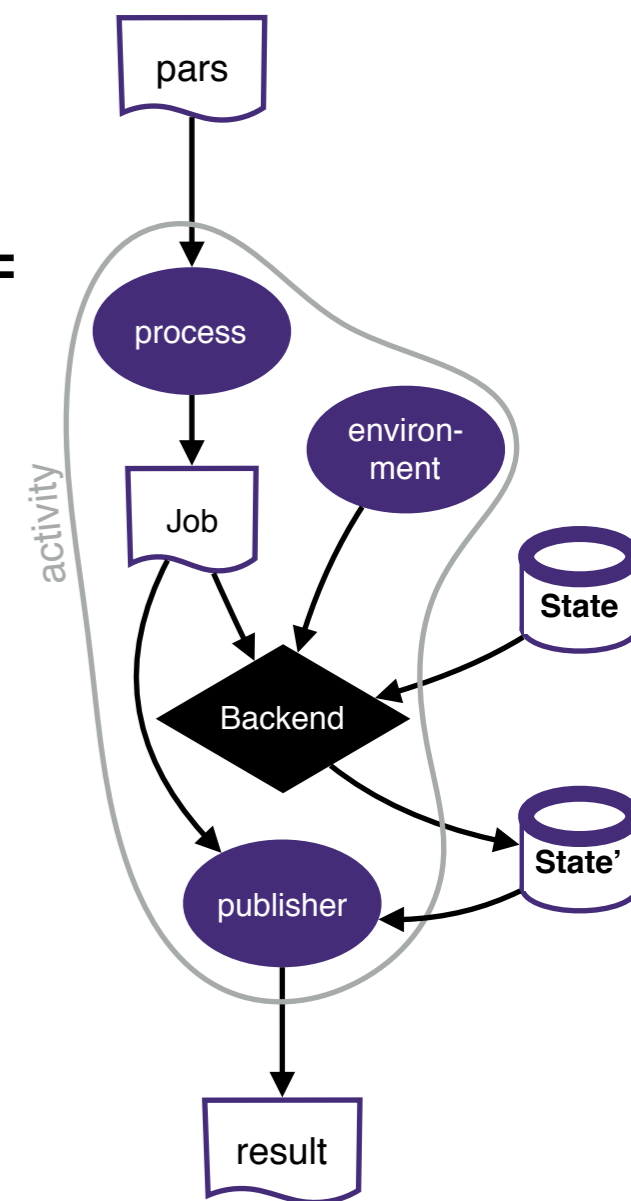 pars
=
process
environ-
ment
activity
Job
State
Backend
State’
publisher
result